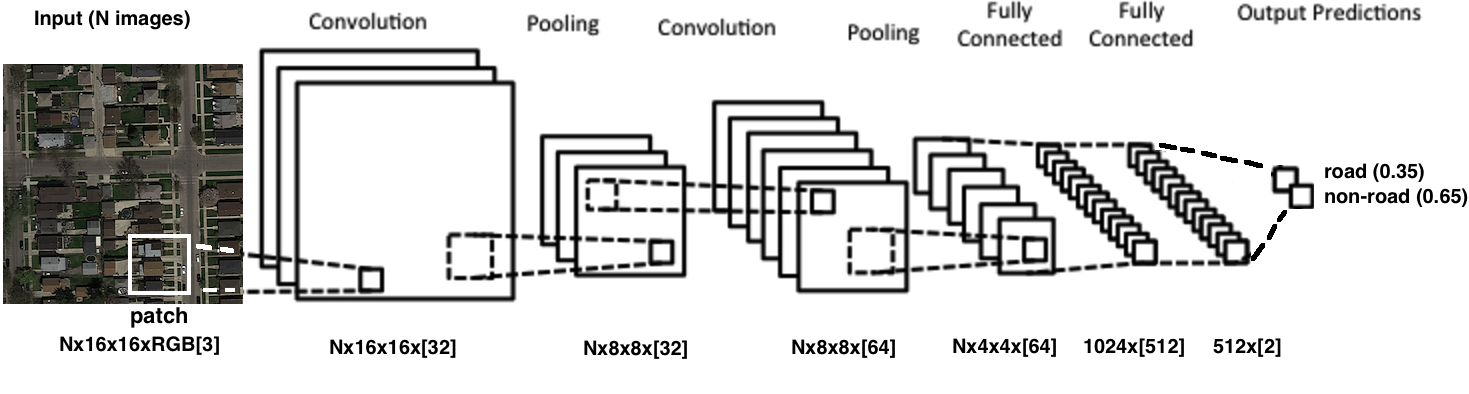 Input (N images)
Convolution
Pooling
Convolution
Pooling
Fully
Connected
Fully
Connected
Output Predictions
road (0.35)
non-road (0.65)
patch
Nx16x16xRGB[3]
Nx16x16x[32]
Nx8x8x[32]
Nx8x8x[64]
Nx4x4x[64]
1024x[512]
512x[2]